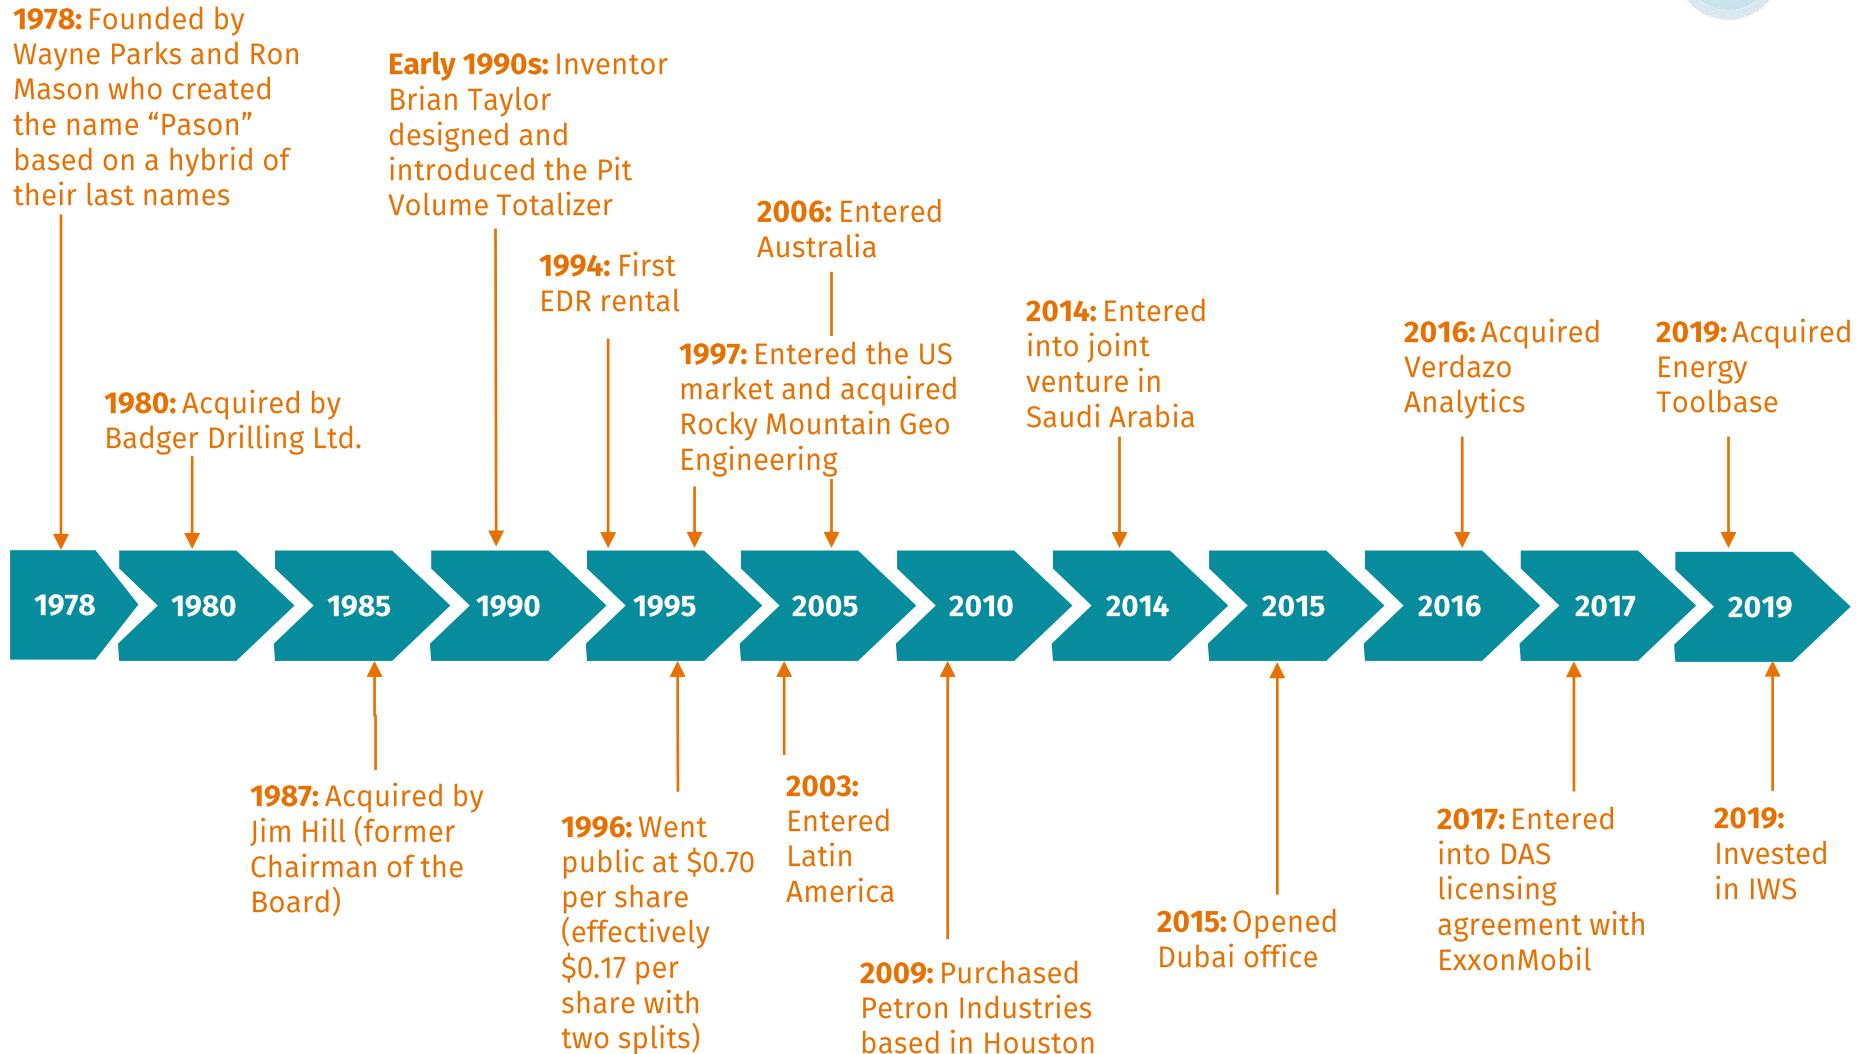 1978: Founded by
Wayne Parks and Ron
Mason who created
the name “Pason”
based on a hybrid of
their last names
Early 1990s: Inventor
Brian Taylor
designed and
introduced the Pit
Volume Totalizer
2006: Entered
Australia
1994: First
EDR rental
2014: Entered
into joint
venture in
Saudi Arabia
2016: Acquired
Verdazo
Analytics
2019: Acquired
Energy
Toolbase
1997: Entered the US
market and acquired
Rocky Mountain Geo
Engineering
1980: Acquired by
Badger Drilling Ltd.
1978
1980
1985
1990
1995
2005
2010
2014
2015
2016
2017
2019
1987: Acquired by
Jim Hill (former
Chairman of the
Board)
1996: Went
public at $0.70
per share
(effectively
$0.17 per
share with
two splits)
2003:
Entered
Latin
America
2009: Purchased
Petron Industries
based in Houston
2015: Opened
Dubai office
2017: Entered
into DAS
licensing
agreement with
ExxonMobil
2019:
Invested
in IWS